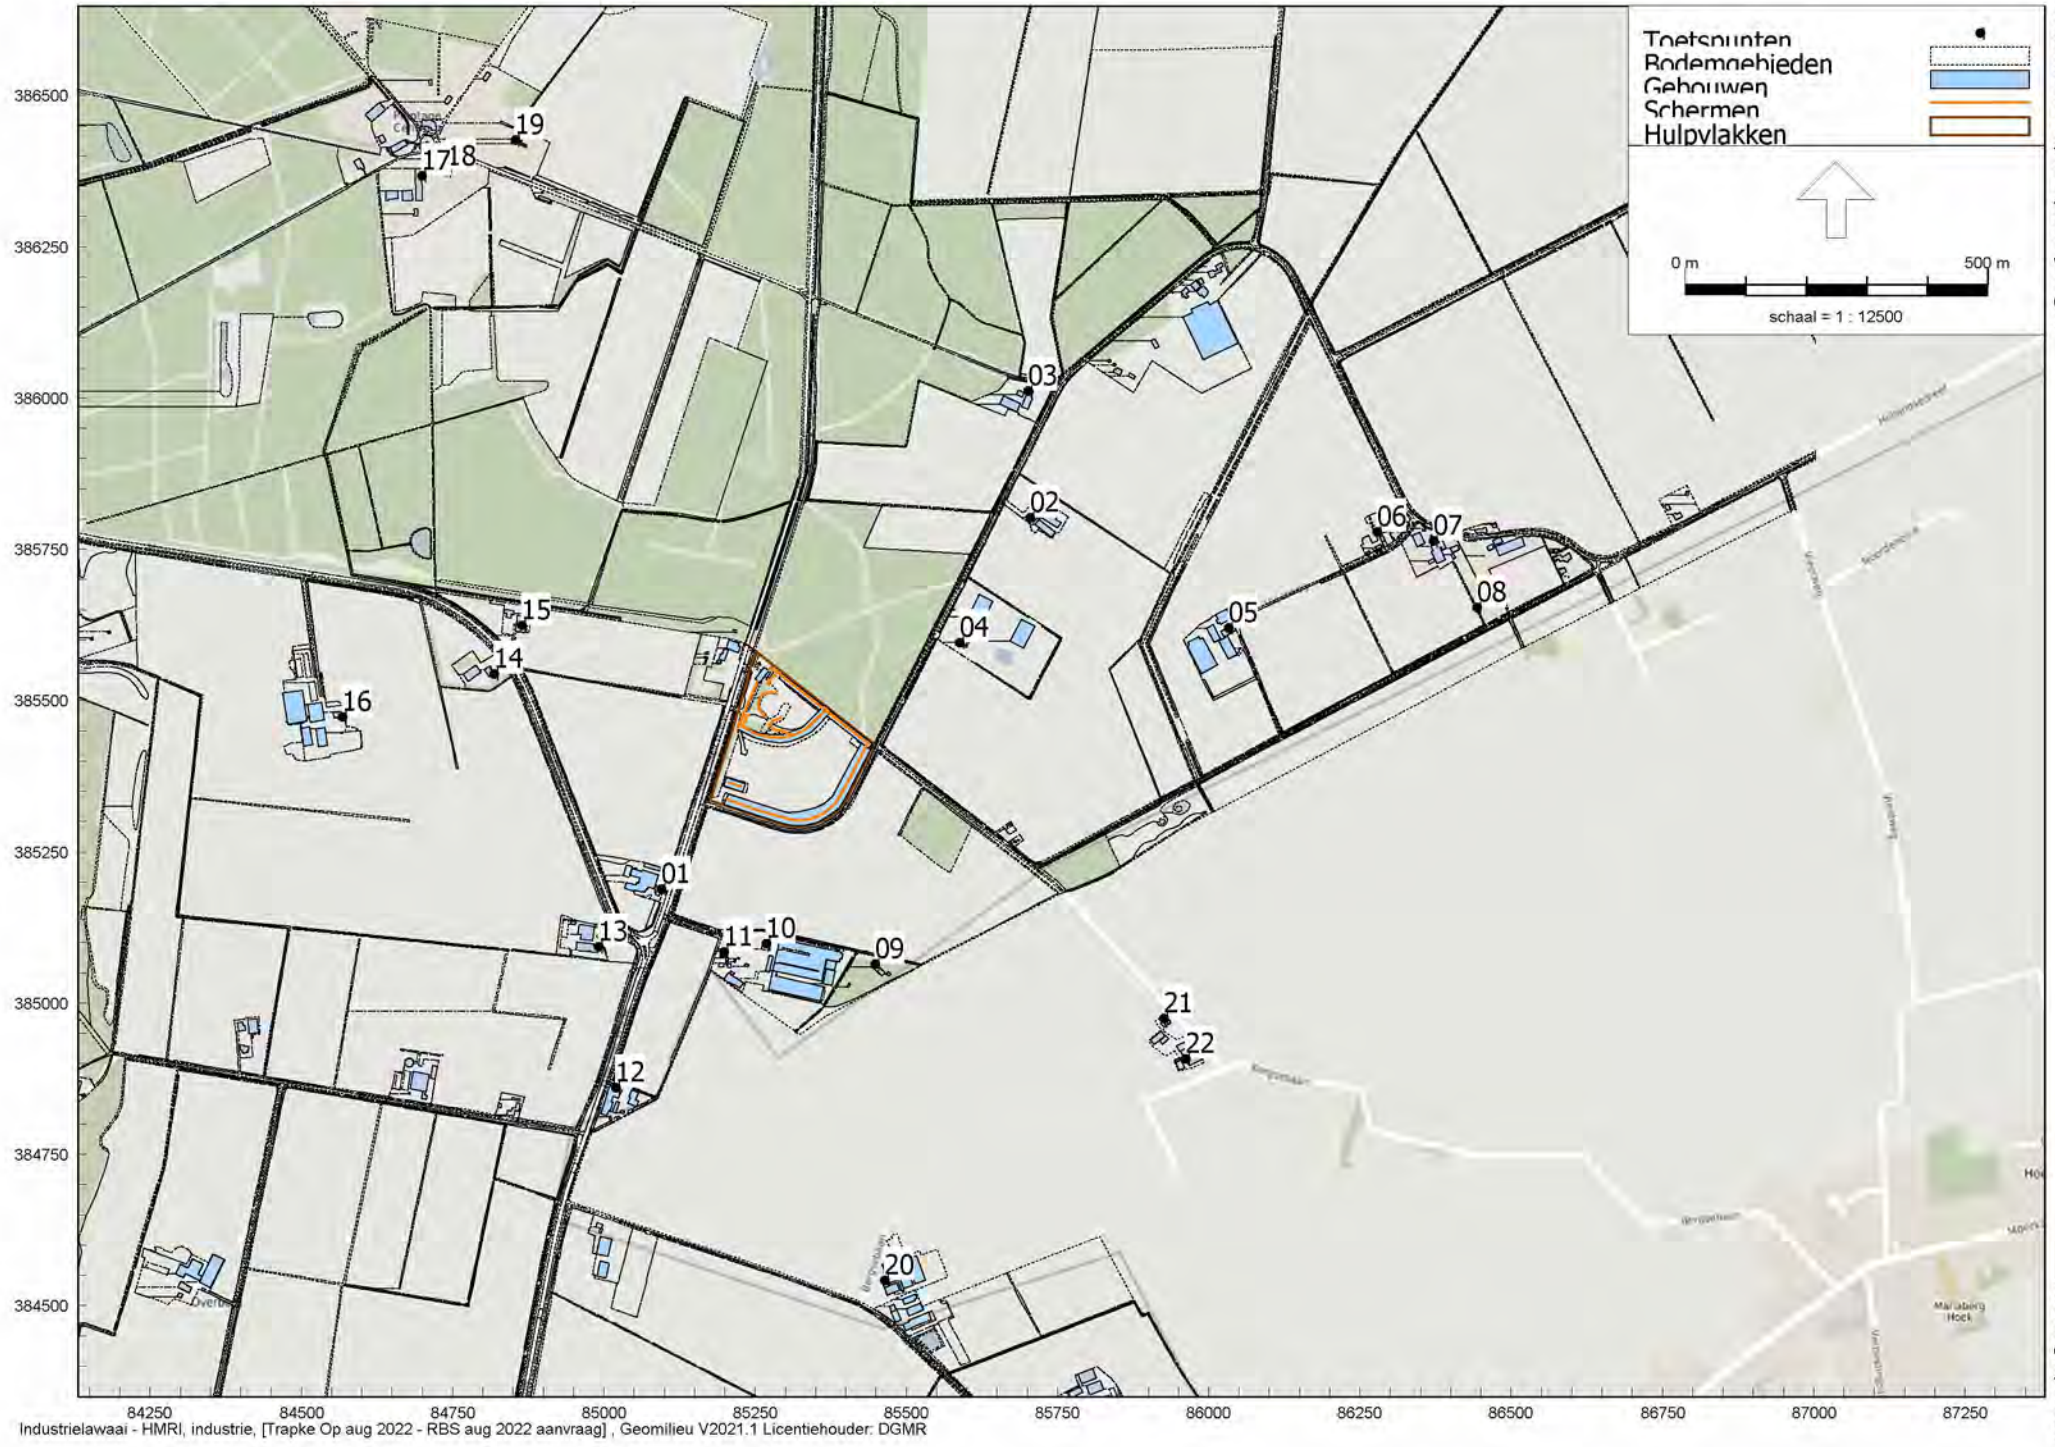 Toetspunten
Bodemgebieden
Gebouwen
Schermen
Hulpvlakken
0 m 500 m
schaal = 1 : 12500
386500
386250
386000
385750
385500
385250
385000
384750
384500
19
17 18
03
02
06
07
08
15
04
05
14
16
01
13
11
10
09
21
22
12
20
Hollandsedreef
Mariaberg
Hoek
84250 84500 84750 85000 85250 85500 85750 86000 86250 86500 86750 87000 87250
Industrielawaai - HMRI, industrie, [Trapke Op aug 2022 - RBS aug 2022 aanvraag] , Geomilieu V2021.1 Licentiehouder: DGMR